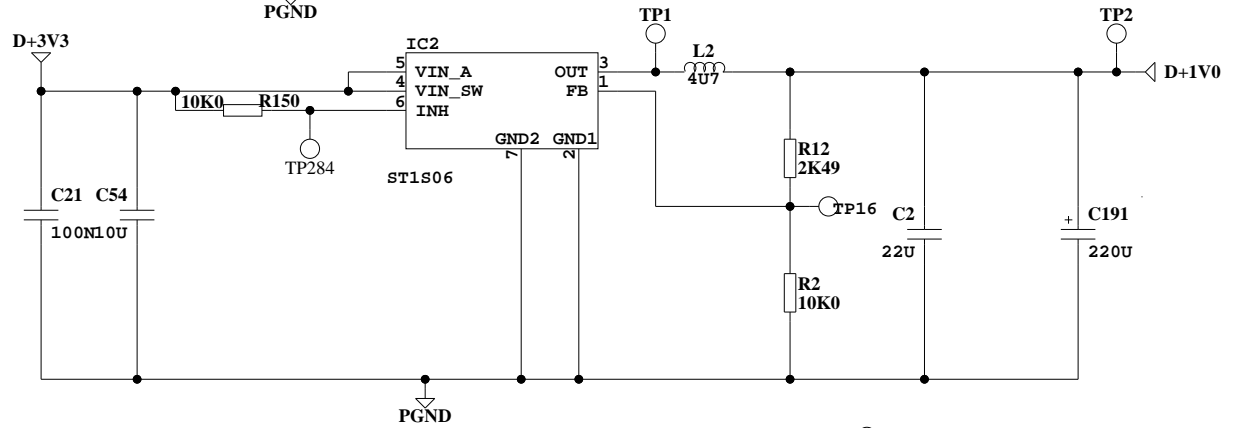 PGND
TP1
TP2
D+3V3
IC2
L2
5
VIN_A
OUT
3
4U7
D+1V0
4
VIN_SW
FB
1
10K0
R150
6
INH
R12
2K49
GND2
GND1
7
2
TP284
ST1S06
C21
C54
TP16
C2
+
C191
100N
10U
22U
220U
R2
10K0
PGND